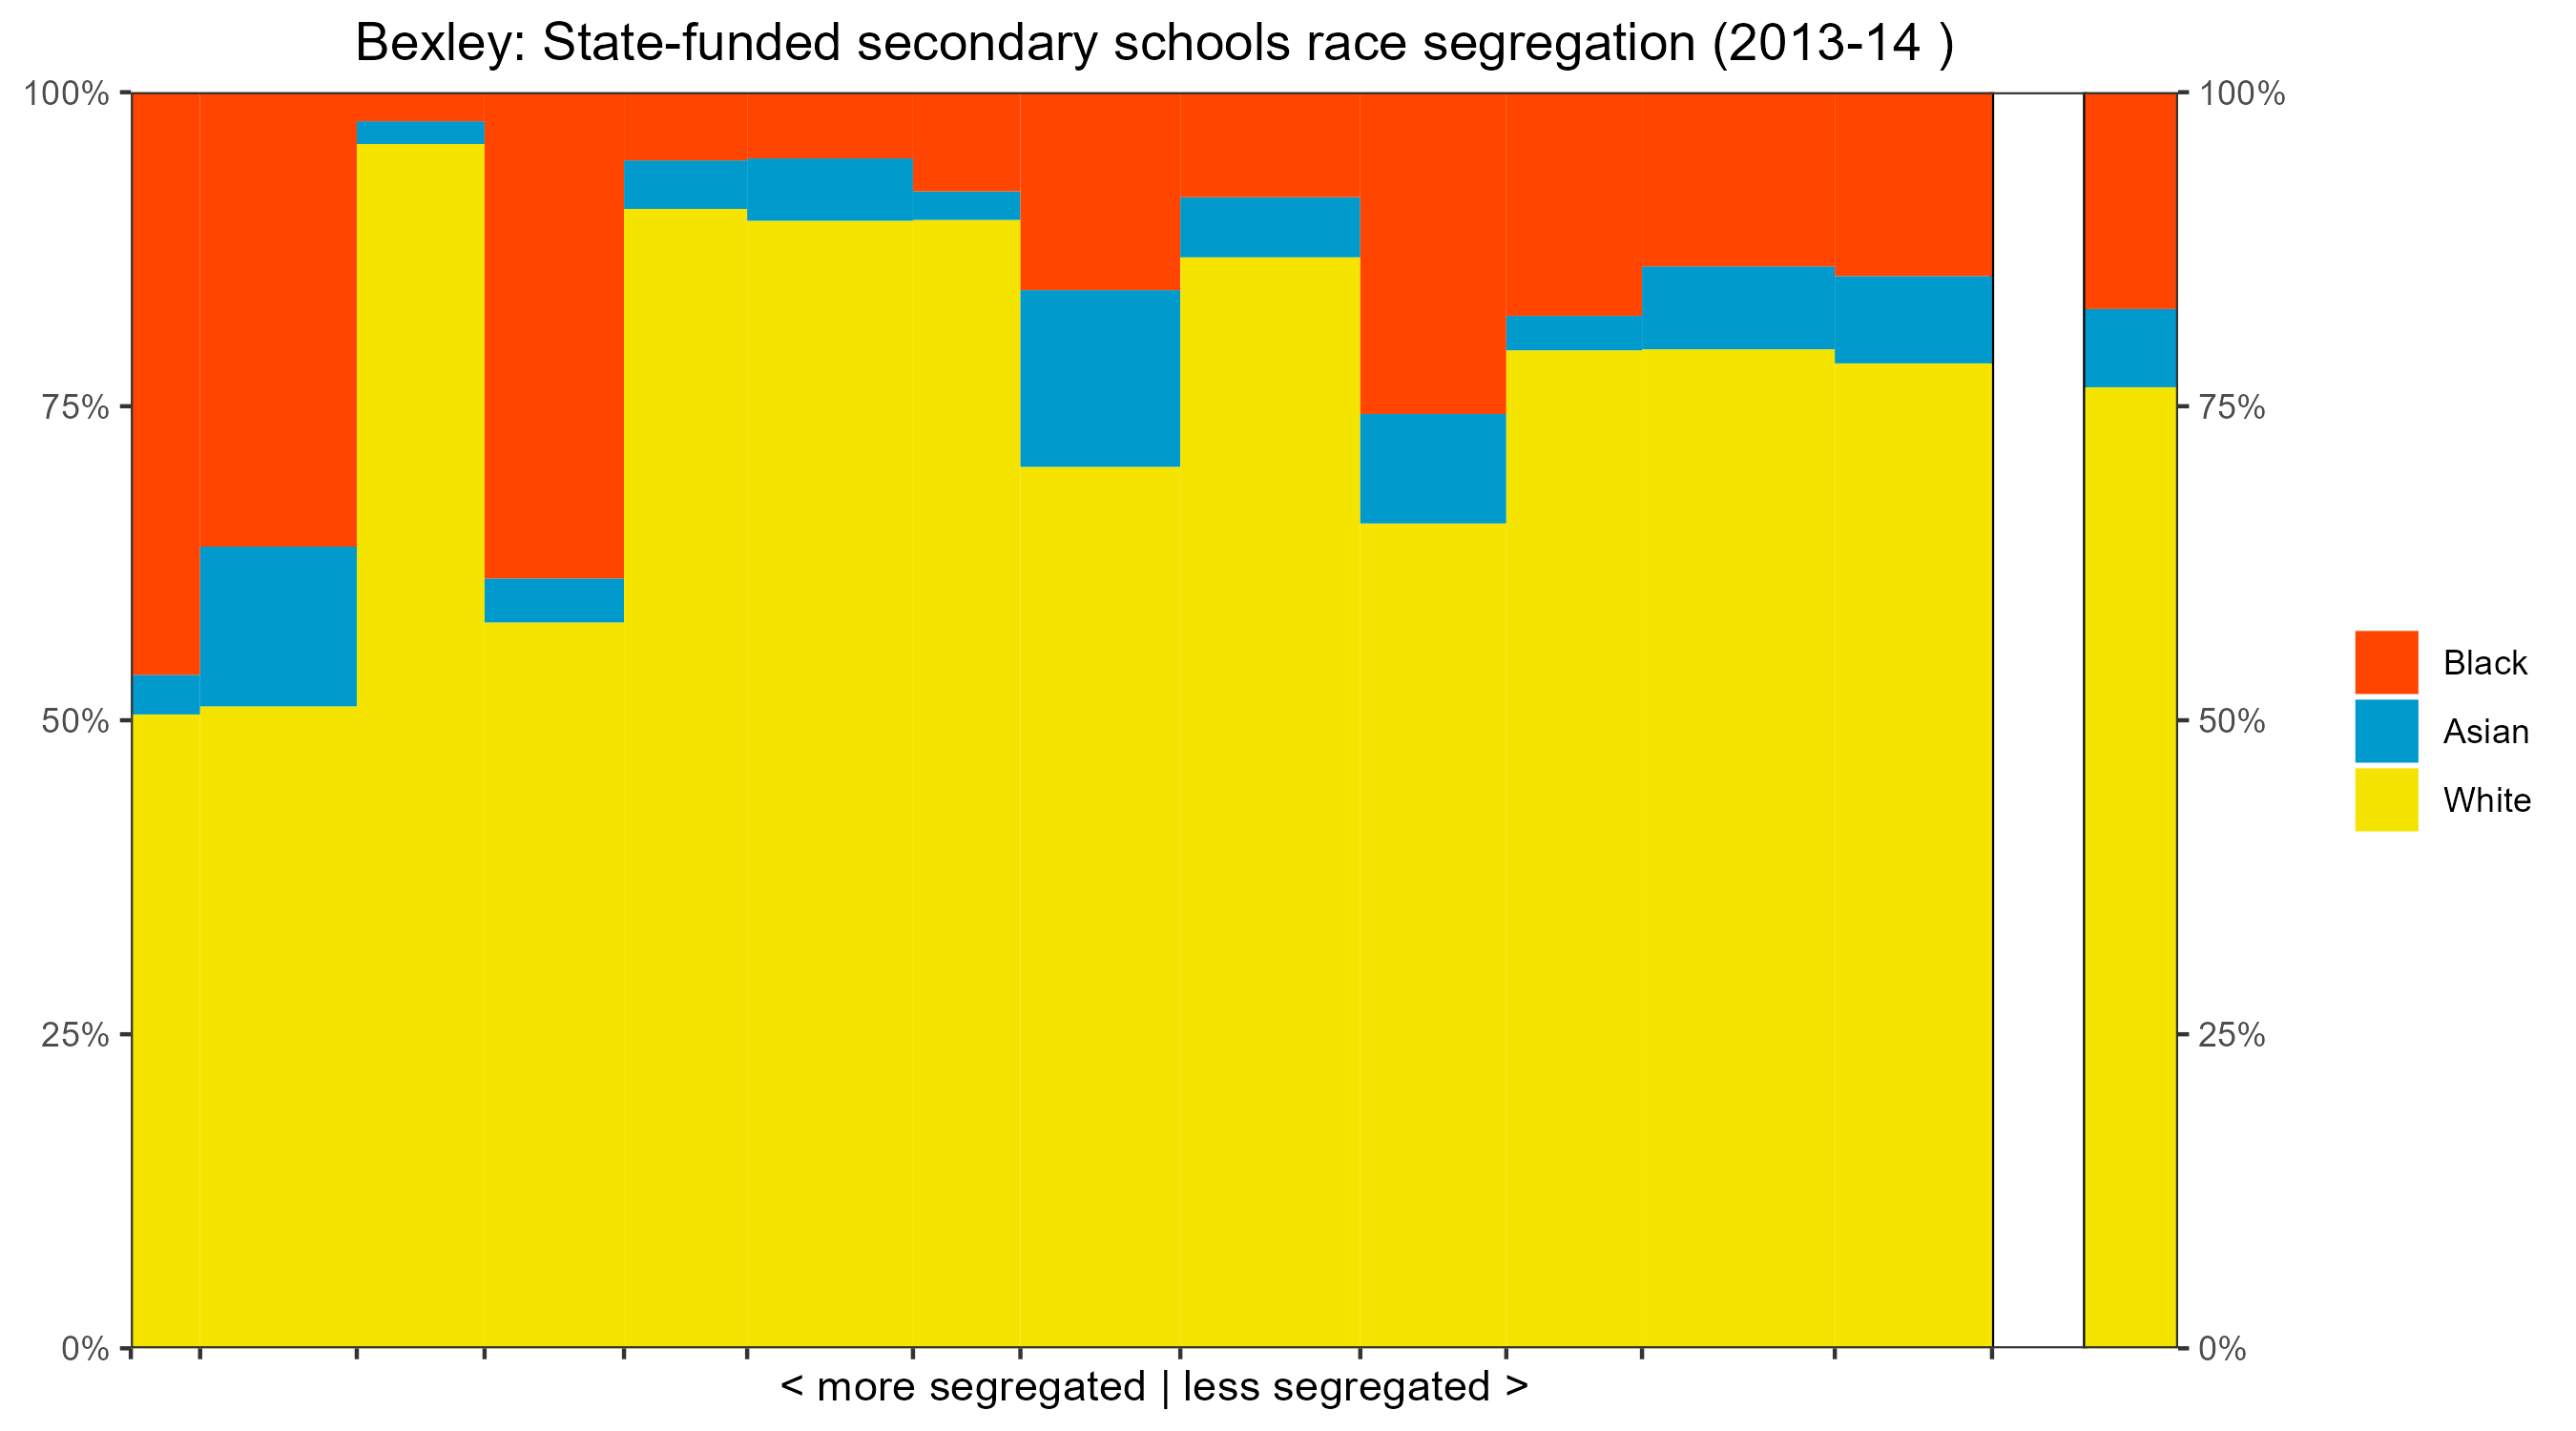 Bexley: State-funded secondary schools race segregation (2013-14 )
100%
75%
50%
25%
0%
100%
75%
50%
25%
0%
Black
Asian
White
< more segregated | less segregated >